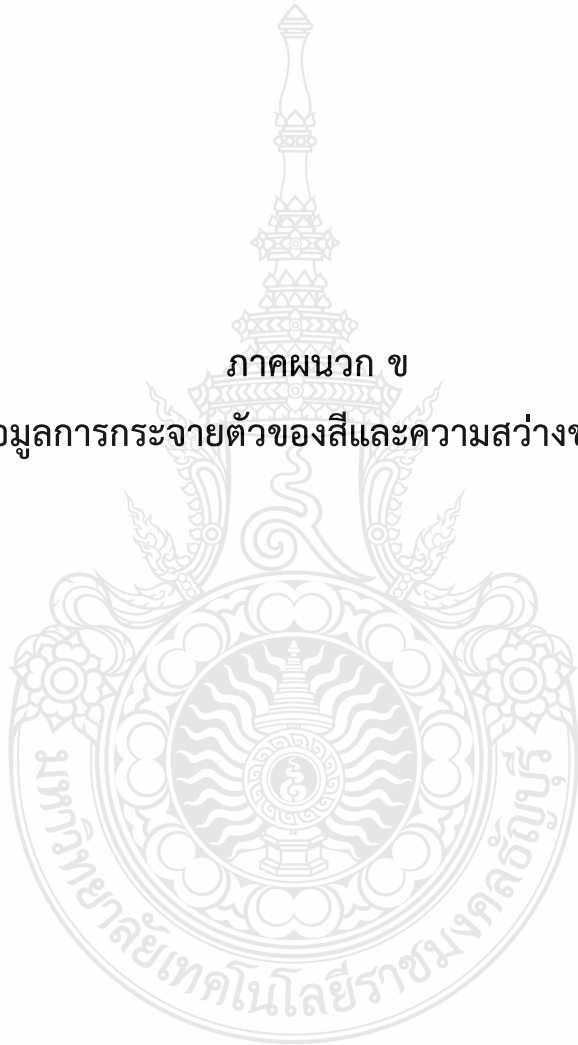 ภาคผนวก ข
มูลการกระจายตัวของสีและความสว่าง
มหาวิทยาลัยเทคโนโลยีราชมงคลธัญบุรี